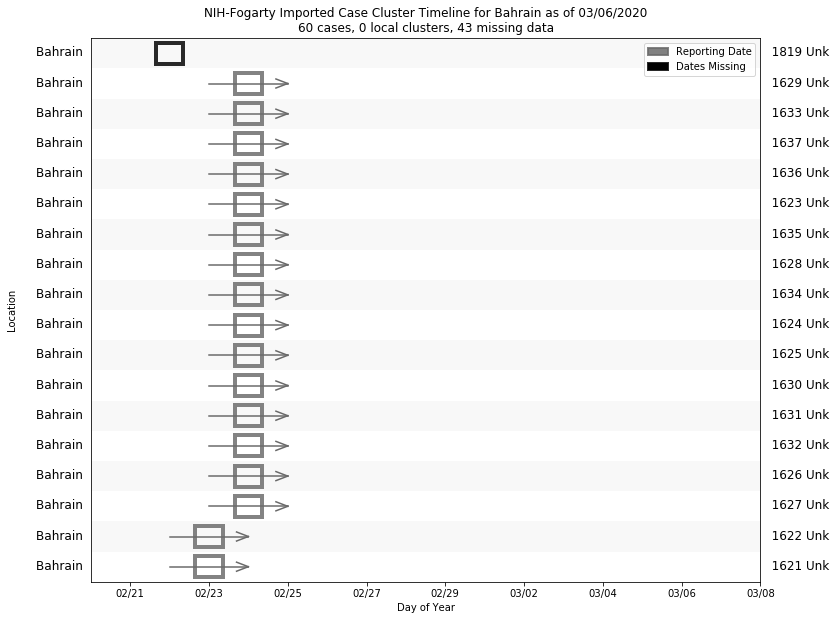 NIH-Fogarty Imported Case Cluster Timeline for Bahrain as of 03/06/2020
60 cases, 0 local clusters, 43 missing data
Reporting Date
Dates Missing
Bahrain 1819 Unk
Bahrain 1629 Unk
Bahrain 1633 Unk
Bahrain 1637 Unk
Bahrain 1636 Unk
Bahrain 1623 Unk
Bahrain 1635 Unk
Bahrain 1628 Unk
Bahrain 1634 Unk
Bahrain 1624 Unk
Bahrain 1625 Unk
Bahrain 1630 Unk
Bahrain 1631 Unk
Bahrain 1632 Unk
Bahrain 1626 Unk
Bahrain 1627 Unk
Bahrain 1622 Unk
Bahrain 1621 Unk
Location
02/21 02/23 02/25 02/27 02/29 03/02 03/04 03/06 03/08
Day of Year